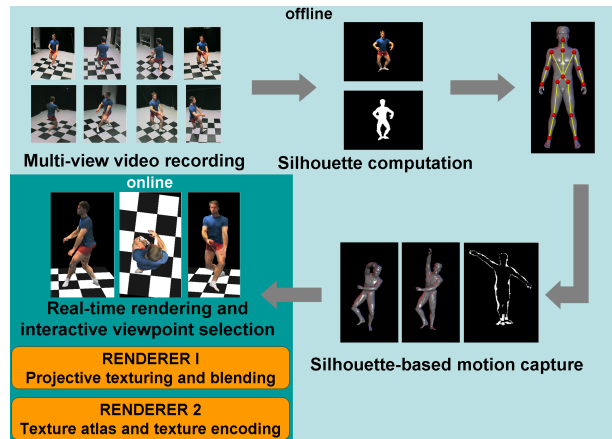 offline
Multi-view video recording
Silhouette computation
online
Real-time rendering and
interactive viewpoint selection
Silhouette-based motion capture
RENDERER I
Projective texturing and blending
RENDERER 2
Texture atlas and texture encoding